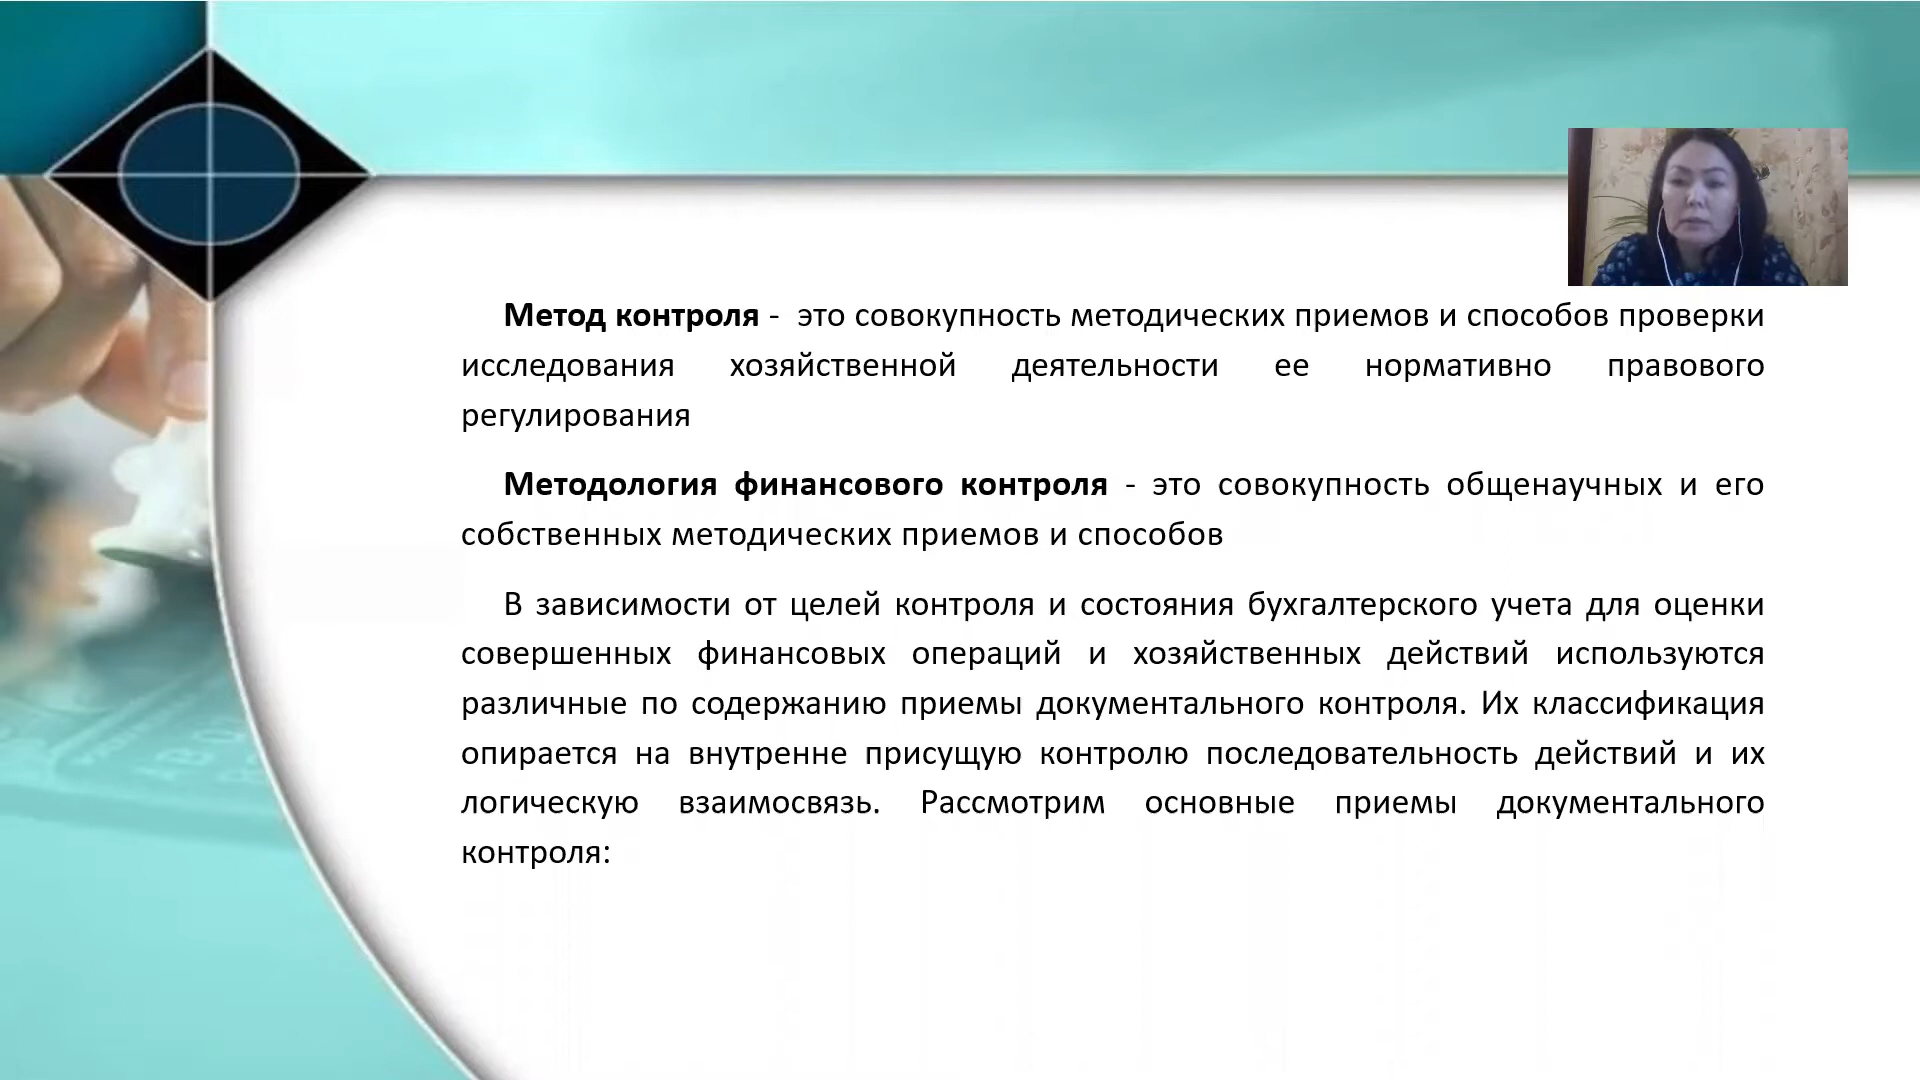 Метод контроля -  это совокупность методических приемов и способов проверки
исследования хозяйственной деятельности ее нормативно правового
регулирования
Методология финансового контроля - это совокупность общенаучных и его
собственных методических приемов и способов
В зависимости от целей контроля и состояния бухгалтерского учета для оценки
совершенных финансовых операций и хозяйственных действий используются
различные по содержанию приемы документального контроля. Их классификация
опирается на внутренне присущую контролю последовательность действий и их
логическую взаимосвязь. Рассмотрим основные приемы документального
контроля: